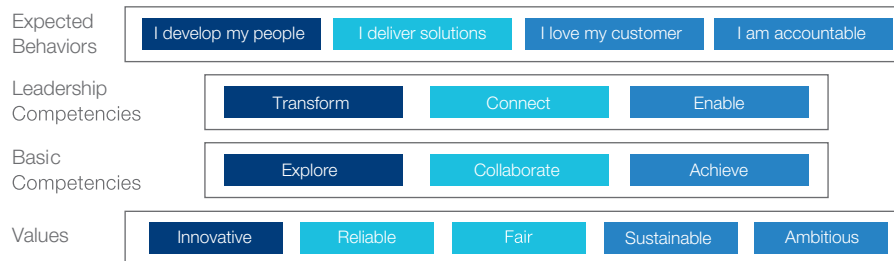 Expected
Behaviors
I develop my people I deliver solutions I love my customer I am accountable
Leadership
Competencies
Transform Connect Enable
Basic
Competencies
Explore Collaborate Achieve
Values
Innovative Reliable Fair Sustainable Ambitious